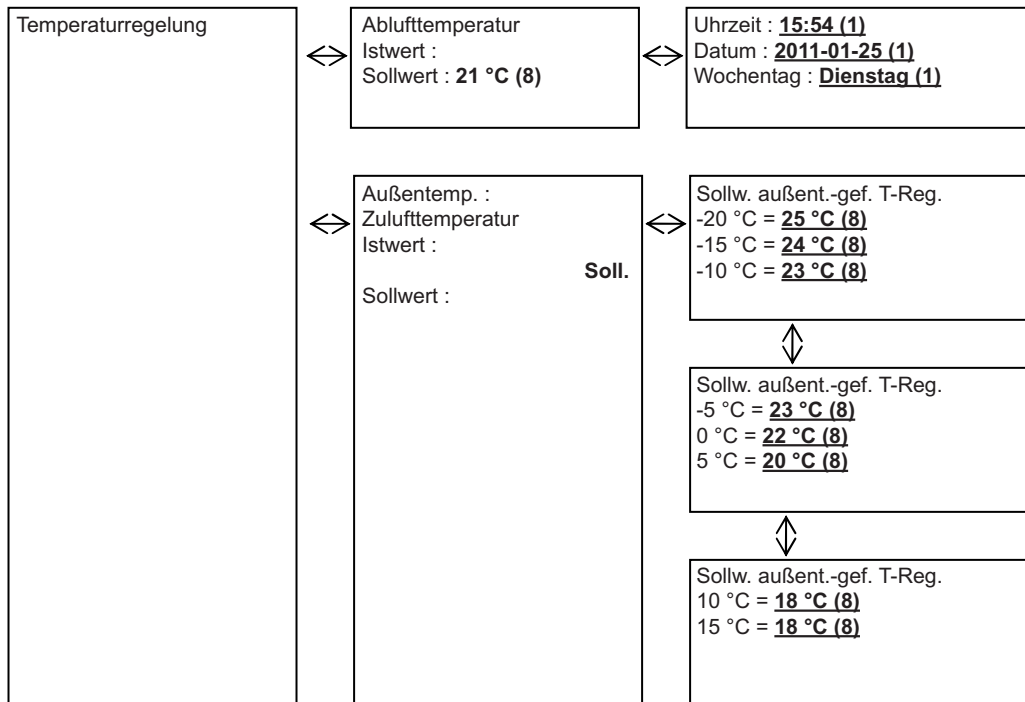 Temperaturregelung
Ablufttemperatur
Istwert :
Sollwert : 21 °C (8)
Uhrzeit : 15:54 (1)
Datum : 2011-01-25 (1)
Wochentag : Dienstag (1)
Außentemp. :
Zulufttemperatur
Istwert :
Soll.
Sollwert :
Sollw. außent.-gef. T-Reg.
-20 °C = 25 °C (8)
-15 °C = 24 °C (8)
-10 °C = 23 °C (8)
Sollw. außent.-gef. T-Reg.
-5 °C = 23 °C (8)
0 °C = 22 °C (8)
5 °C = 20 °C (8)
Sollw. außent.-gef. T-Reg.
10 °C = 18 °C (8)
15 °C = 18 °C (8)